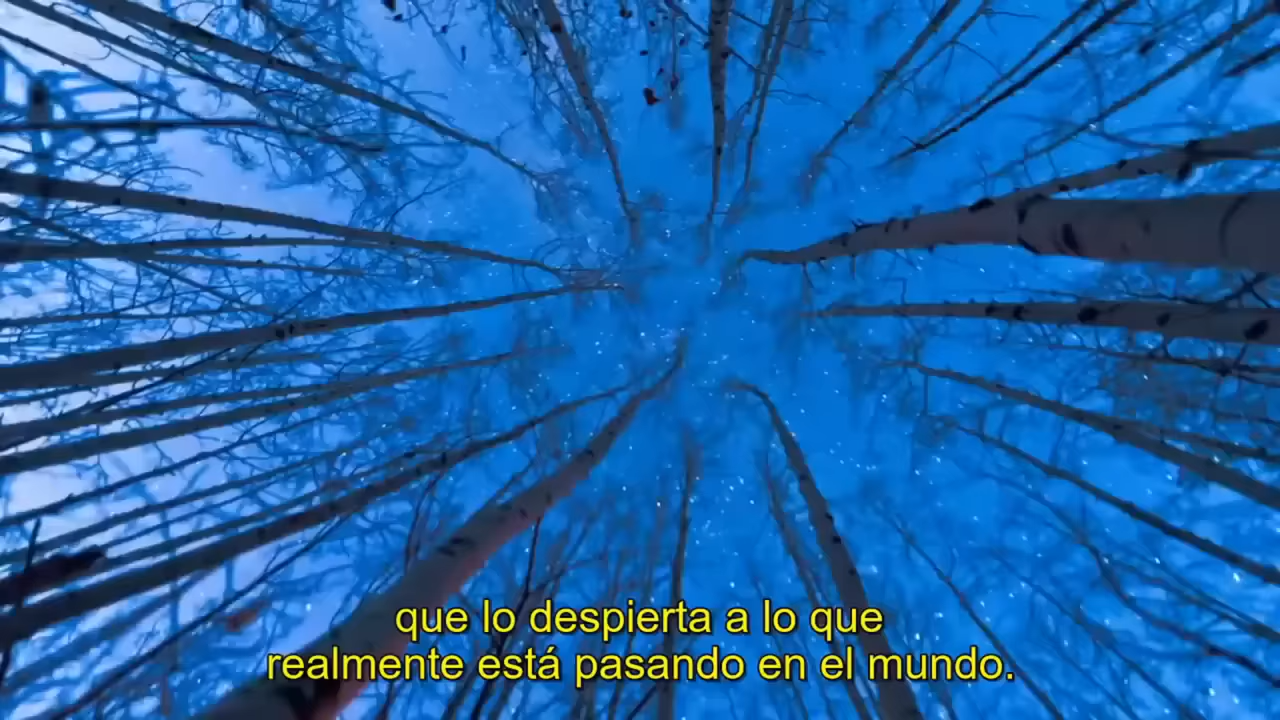 que lo despierta a lo que
realmente está pasando en el mundo.